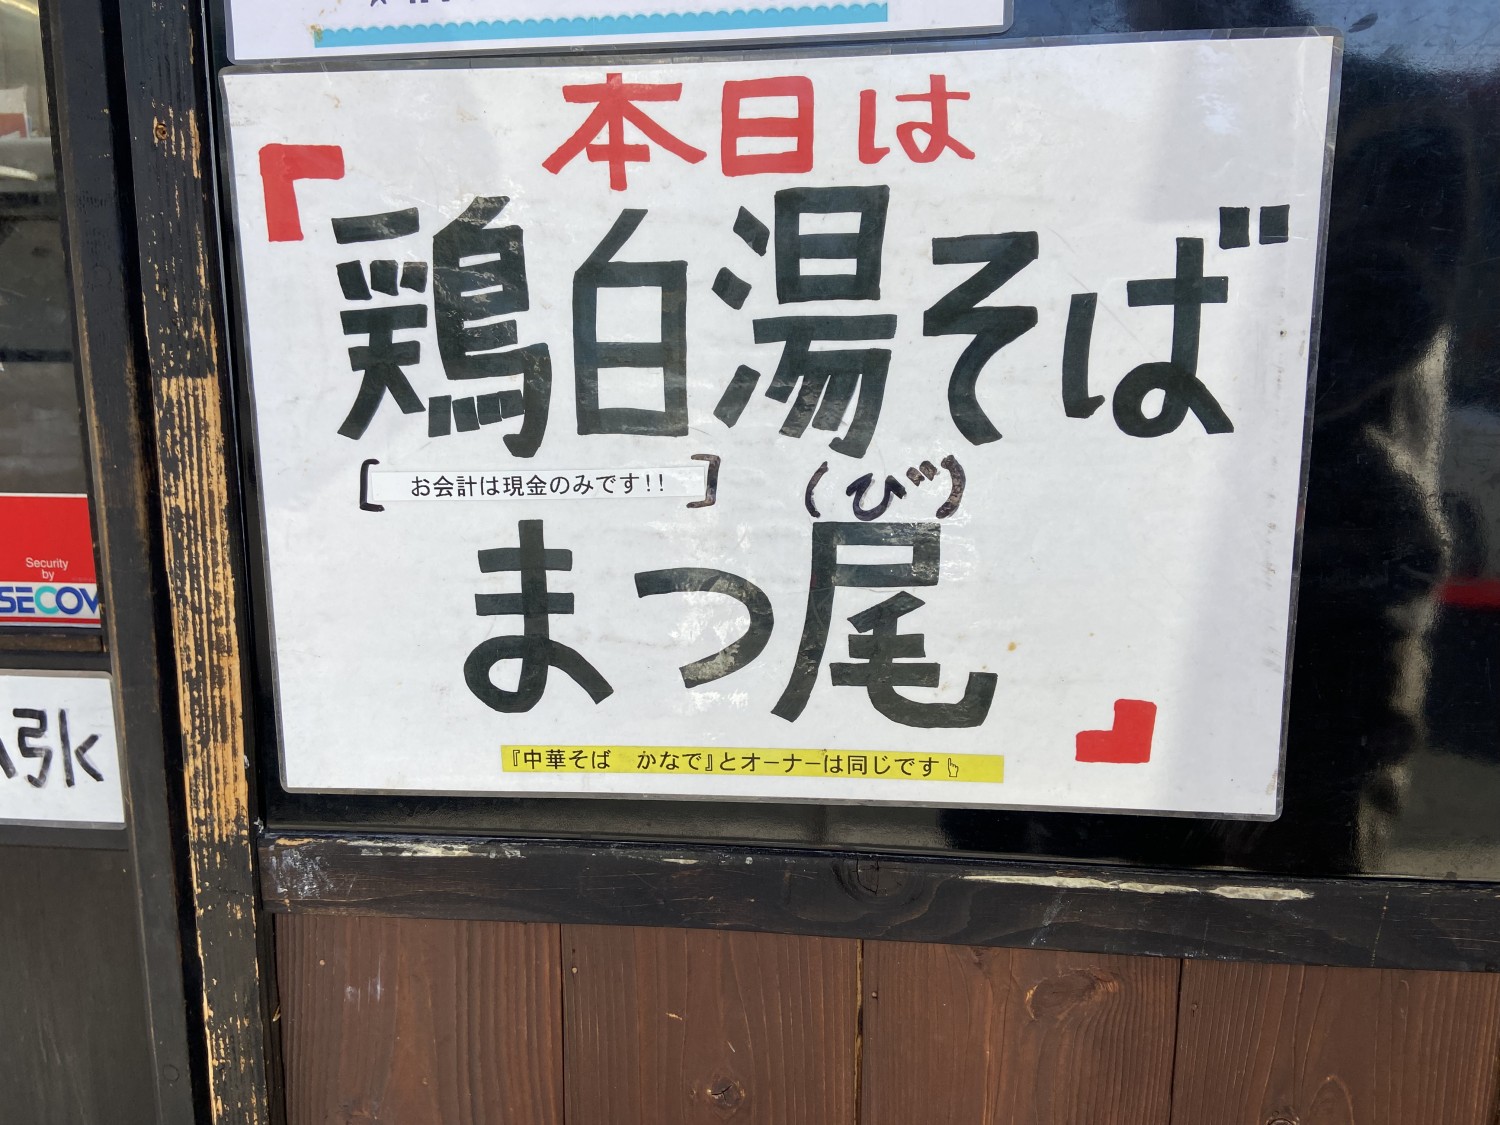 本日は
『鶏白湯そば
[お会計は現金のみです!!]
(び)
まつ尾』
『中華そば かなで』とオーナーは同じです☝
Security
by
SECOM
引